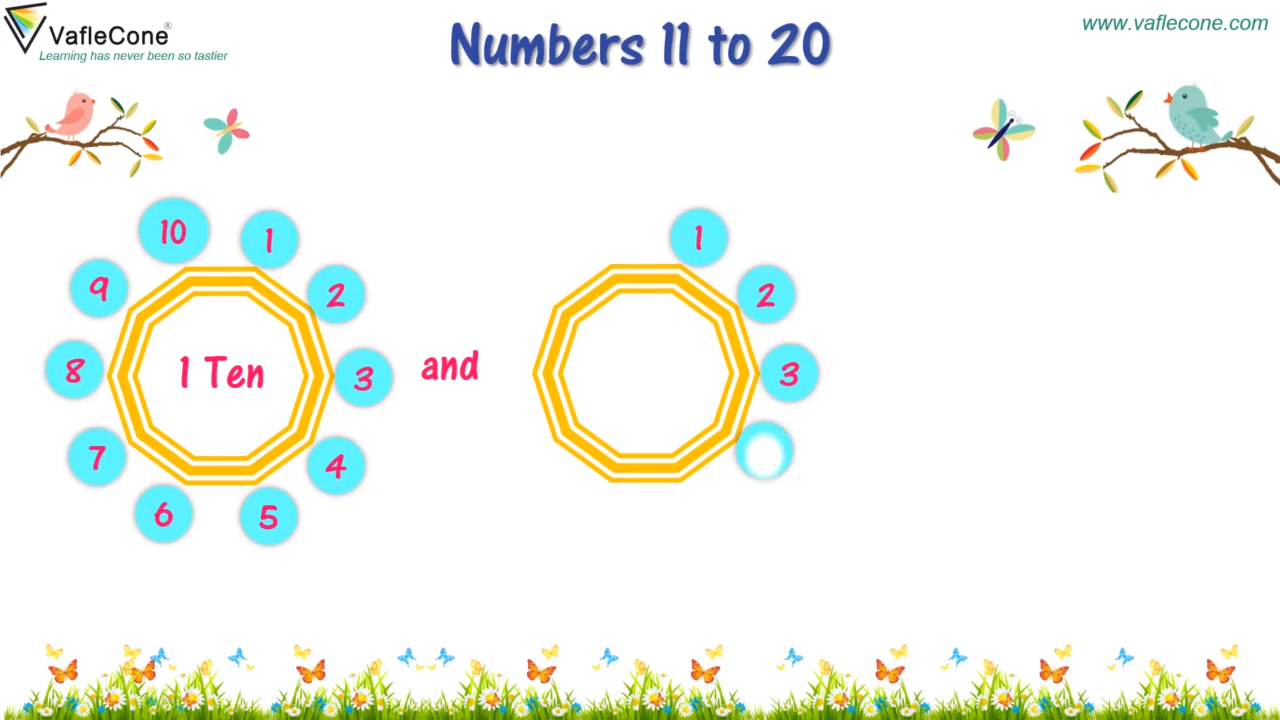 VafleCone®
Learning has never been so tastier
Numbers 11 to 20
www.vaflecone.com
10
1
9
2
8
1 Ten
3
7
4
6
5
and
1
2
3